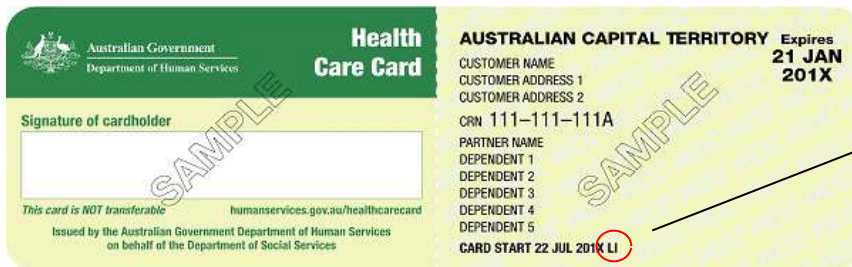 Australian Government
Department of Human Services
Health
Care Card
Signature of cardholder
SAMPLE
This card is NOT transferable
humanservices.gov.au/healthcarecard
Issued by the Australian Government Department of Human Services
on behalf of the Department of Social Services
AUSTRALIAN CAPITAL TERRITORY
Expires
21 JAN
201X
CUSTOMER NAME
CUSTOMER ADDRESS 1
CUSTOMER ADDRESS 2
CRN 111–111–111A
PARTNER NAME
DEPENDENT 1
DEPENDENT 2
DEPENDENT 3
DEPENDENT 4
DEPENDENT 5
SAMPLE
CARD START 22 JUL 201X LI